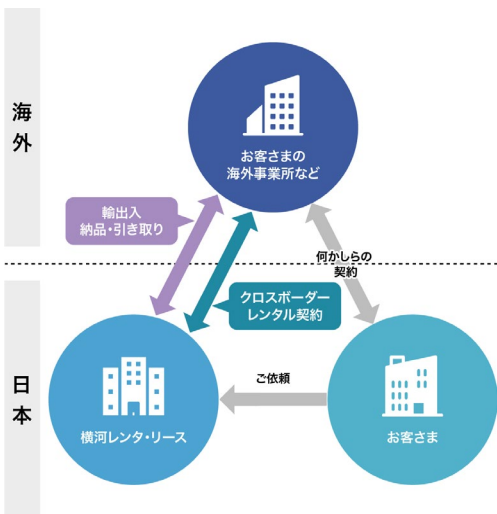 海外
お客さまの
海外事業所など
輸出入
納品・引き取り
何かしらの
契約
クロスボーダー
レンタル契約
日本
ご依頼
横河レンタ・リース
お客さま